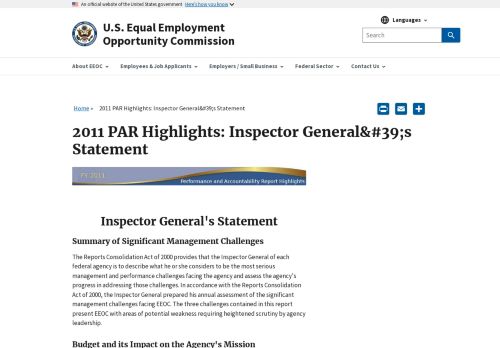 An official website of the United States government Here's how you know
U.S. Equal Employment
Opportunity Commission
Languages
Search
About EEOC
Employees & Job Applicants
Employers / Small Business
Federal Sector
Contact Us
Home » 2011 PAR Highlights: Inspector General&#39;s Statement
2011 PAR Highlights: Inspector General&#39;s
Statement
FY 2011
Performance and Accountability Report Highlights
Inspector General's Statement
Summary of Significant Management Challenges
The Reports Consolidation Act of 2000 provides that the Inspector General of each
federal agency is to describe what he or she considers to be the most serious
management and performance challenges facing the agency and assess the agency's
progress in addressing those challenges. In accordance with the Reports Consolidation
Act of 2000, the Inspector General prepared his annual assessment of the significant
management challenges facing EEOC. The three challenges contained in this report
present EEOC with areas of potential weakness requiring heightened scrutiny by agency
leadership.
Budget and its Impact on the Agency's Mission